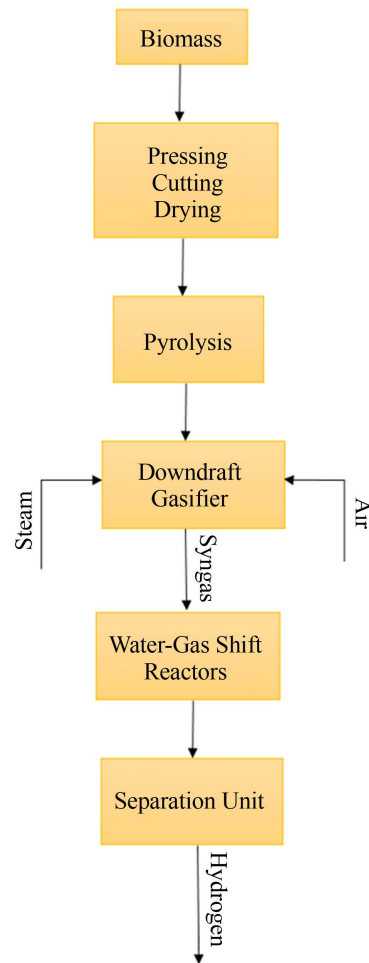 Biomass
Pressing
Cutting
Drying
Pyrolysis
Downdraft
Gasifier
Steam
Air
Syngas
Water-Gas Shift
Reactors
Separation Unit
Hydrogen